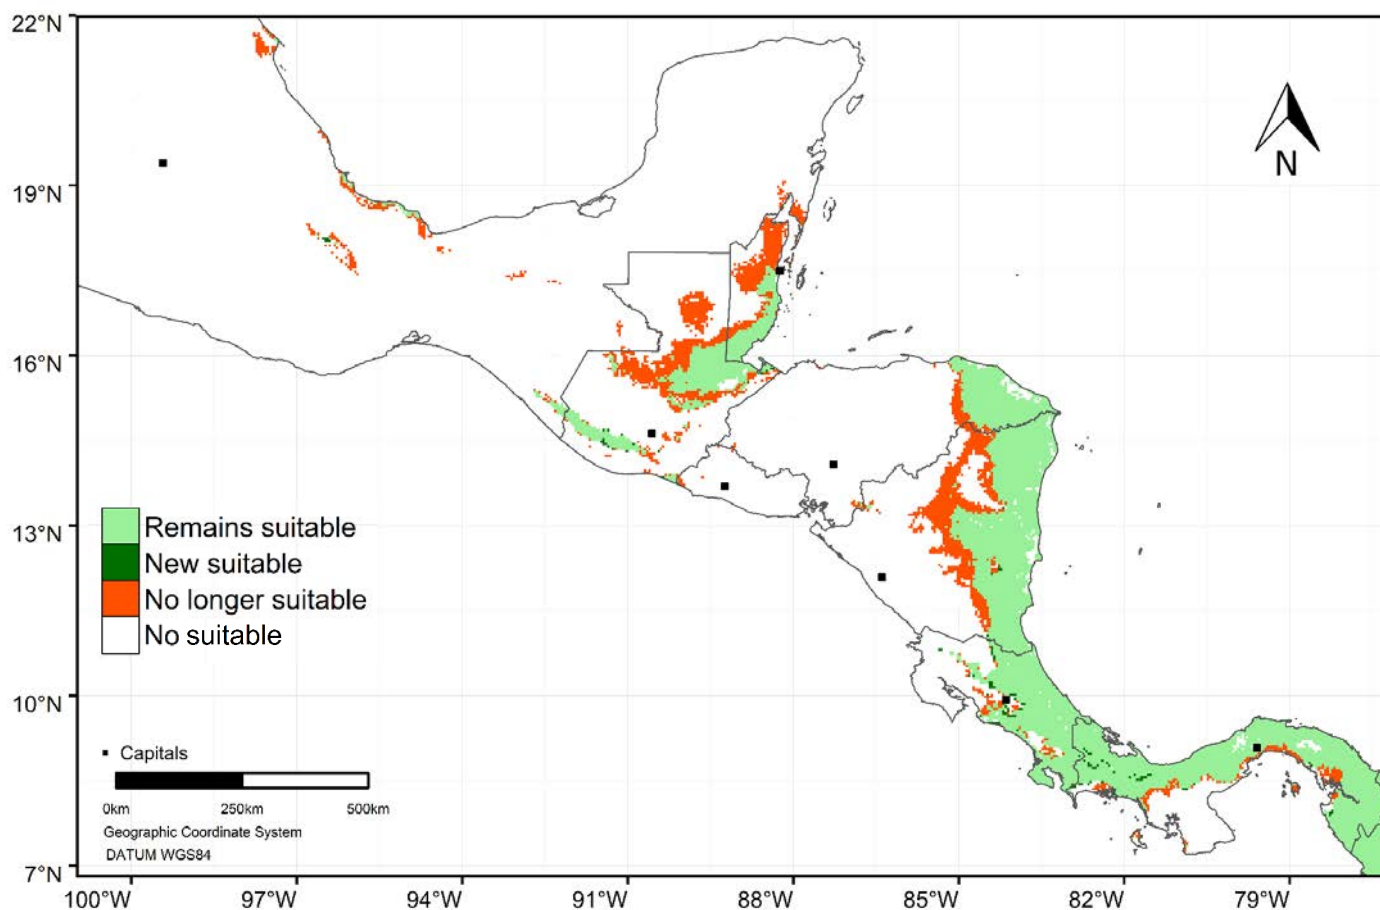 22°N
19°N
16°N
13°N
10°N
7°N
N
Remains suitable
New suitable
No longer suitable
No suitable
Capitals
0km 250km 500km
Geographic Coordinate System
DATUM WGS84
100°W 97°W 94°W 91°W 88°W 85°W 82°W 79°W